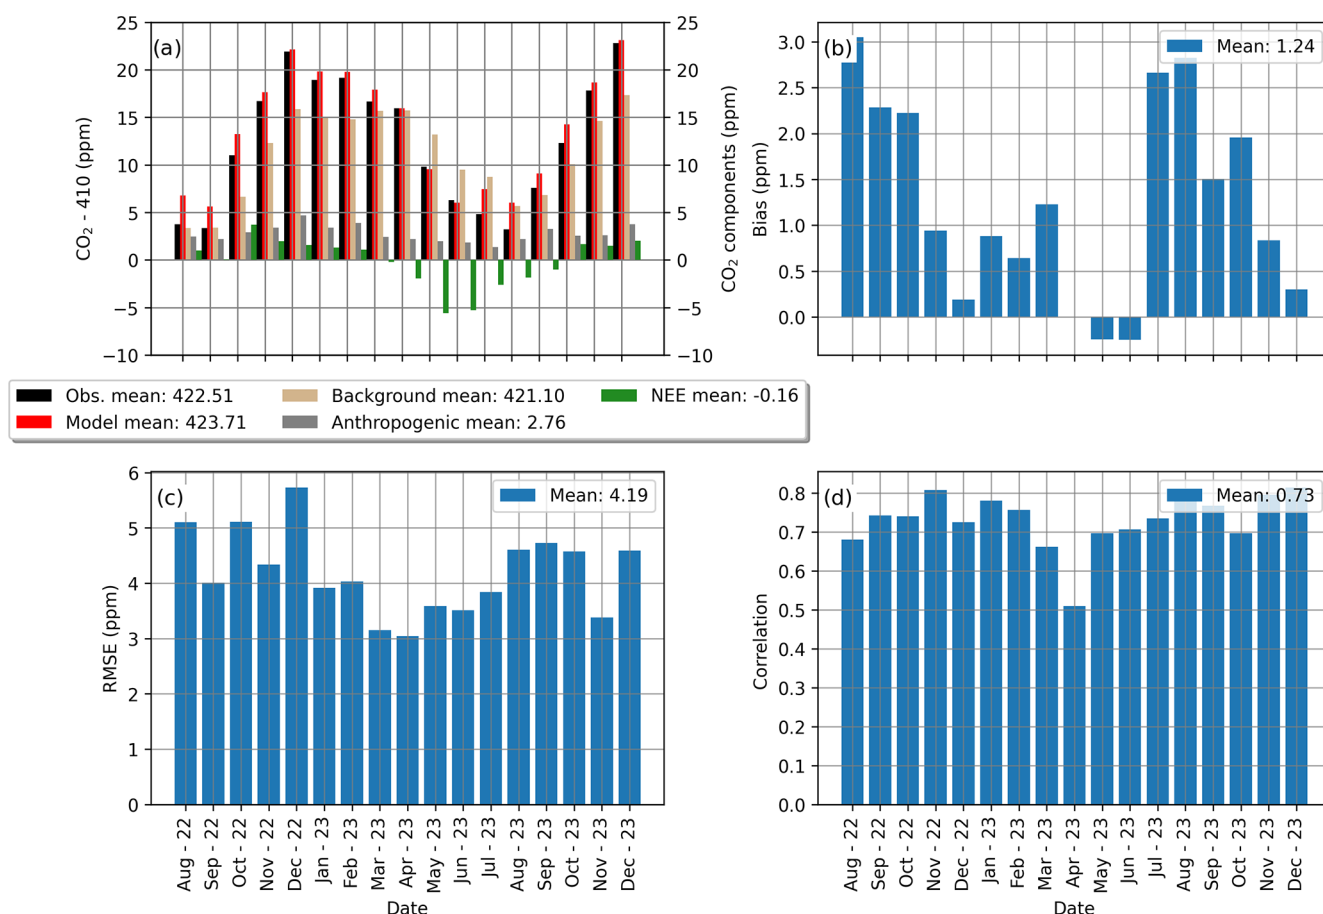 (a)
CO2 - 410 (ppm)
25
20
15
10
5
0
−5
−10
25
20
15
10
5
0
−5
−10
CO2 components (ppm)
(b)
Mean: 1.24
Bias (ppm)
3.0
2.5
2.0
1.5
1.0
0.5
0.0
Obs. mean: 422.51
Background mean: 421.10
NEE mean: -0.16
Model mean: 423.71
Anthropogenic mean: 2.76
(c)
Mean: 4.19
RMSE (ppm)
6
5
4
3
2
1
0
Aug - 22
Sep - 22
Oct - 22
Nov - 22
Dec - 22
Jan - 23
Feb - 23
Mar - 23
Apr - 23
May - 23
Jun - 23
Jul - 23
Aug - 23
Sep - 23
Oct - 23
Nov - 23
Dec - 23
Date
(d)
Mean: 0.73
Correlation
0.8
0.7
0.6
0.5
0.4
0.3
0.2
0.1
0.0
Aug - 22
Sep - 22
Oct - 22
Nov - 22
Dec - 22
Jan - 23
Feb - 23
Mar - 23
Apr - 23
May - 23
Jun - 23
Jul - 23
Aug - 23
Sep - 23
Oct - 23
Nov - 23
Dec - 23
Date